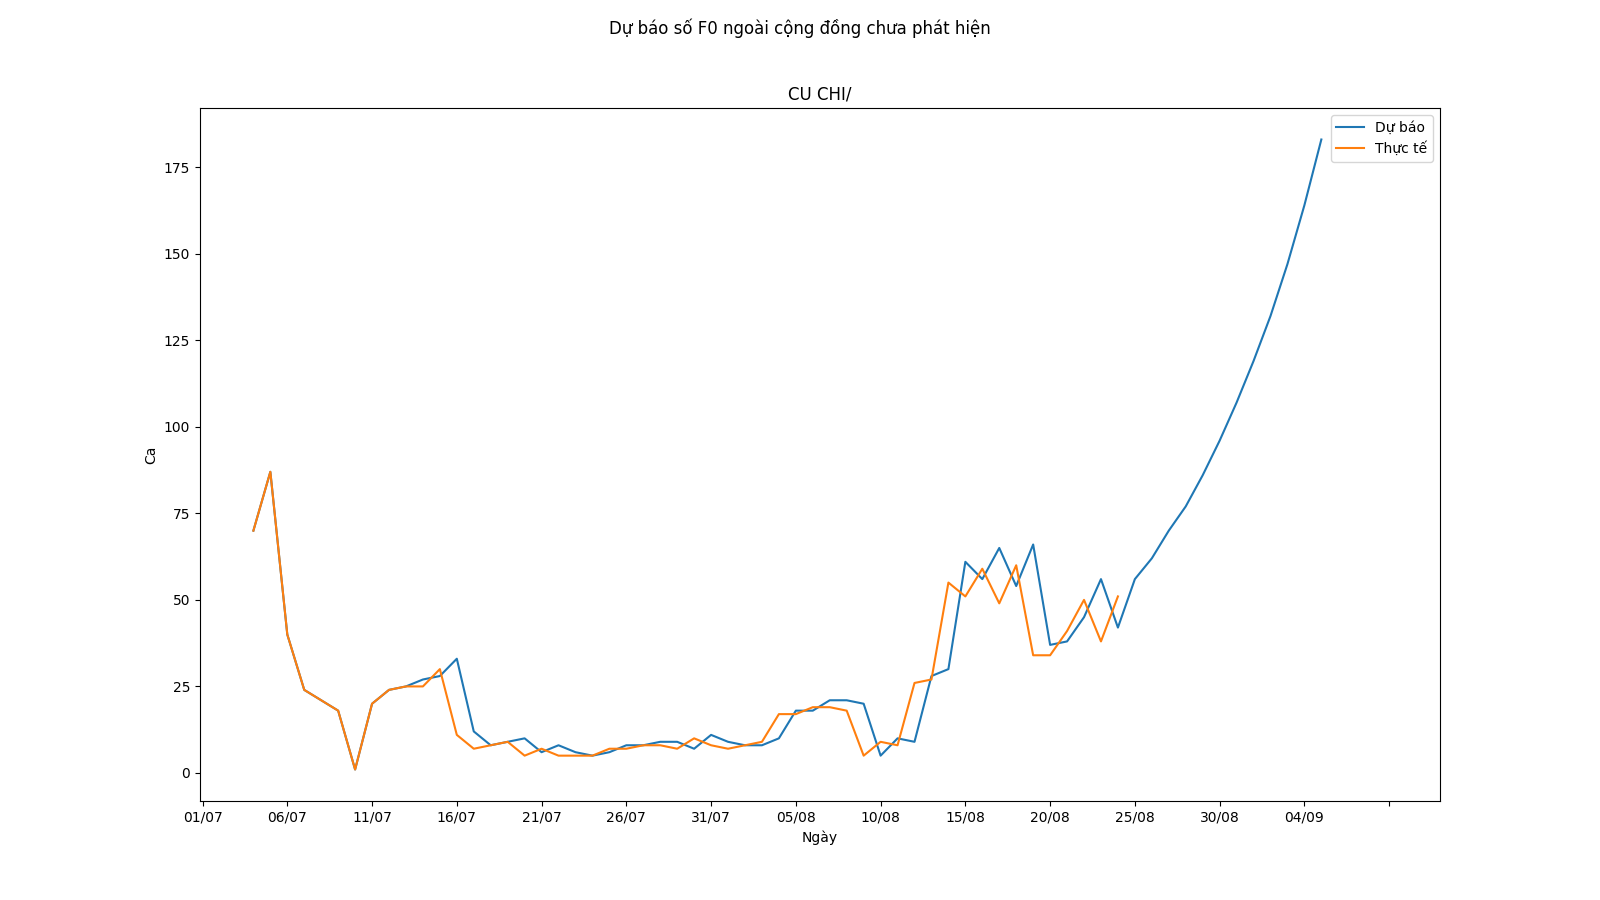 Dự báo số F0 ngoài cộng đồng chưa phát hiện
CU CHI/
Dự báo
Thực tế
175
150
125
100
75
50
25
0
Ca
01/07 06/07 11/07 16/07 21/07 26/07 31/07 05/08 10/08 15/08 20/08 25/08 30/08 04/09
Ngày